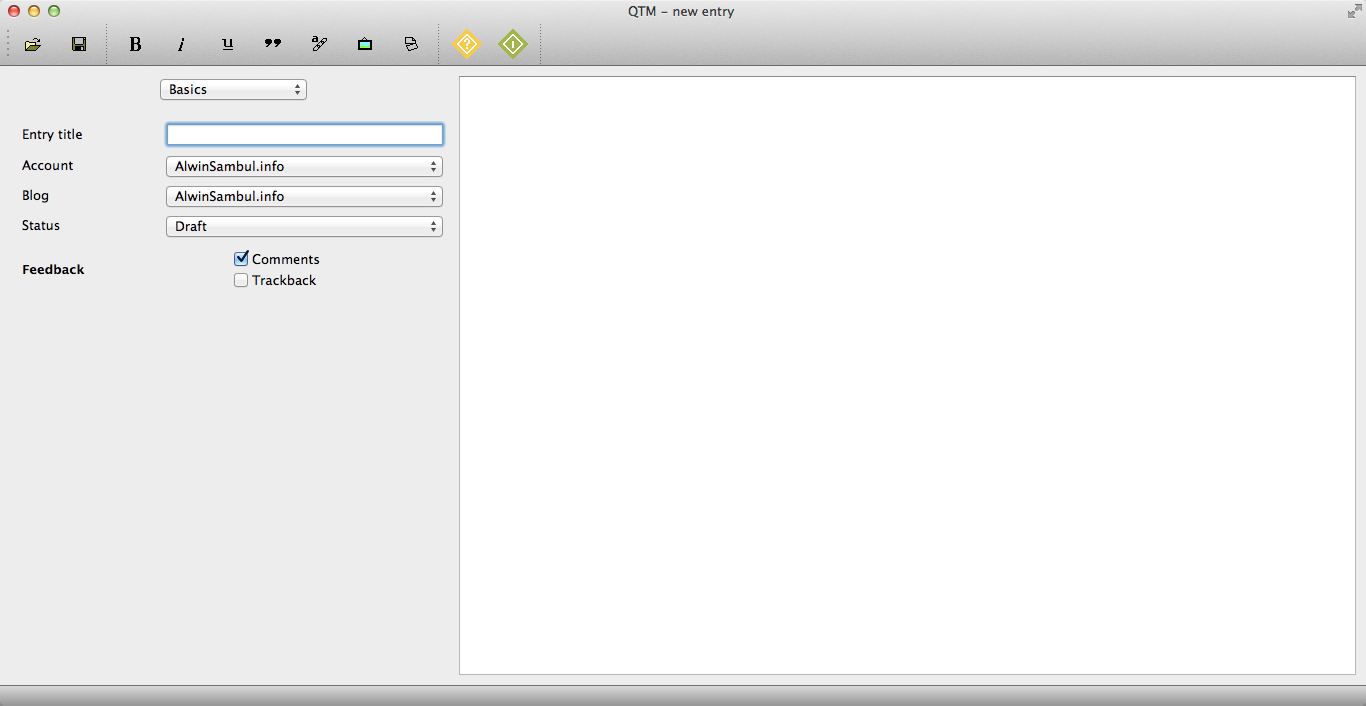 QTM - new entry
B i u ” a
Basics
Entry title
Account AlwinSambul.info
Blog AlwinSambul.info
Status Draft
Feedback Comments
Trackback